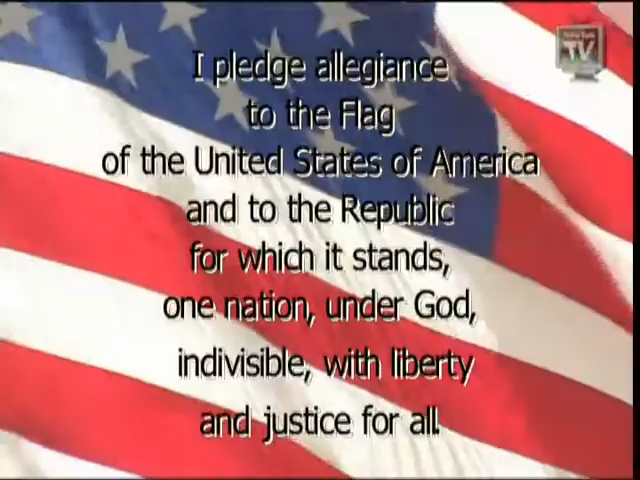 I pledge allegiance
to the Flag
of the United States of America
and to the Republic
for which it stands,
one nation, under God,
indivisible, with liberty
and justice for all.
TV